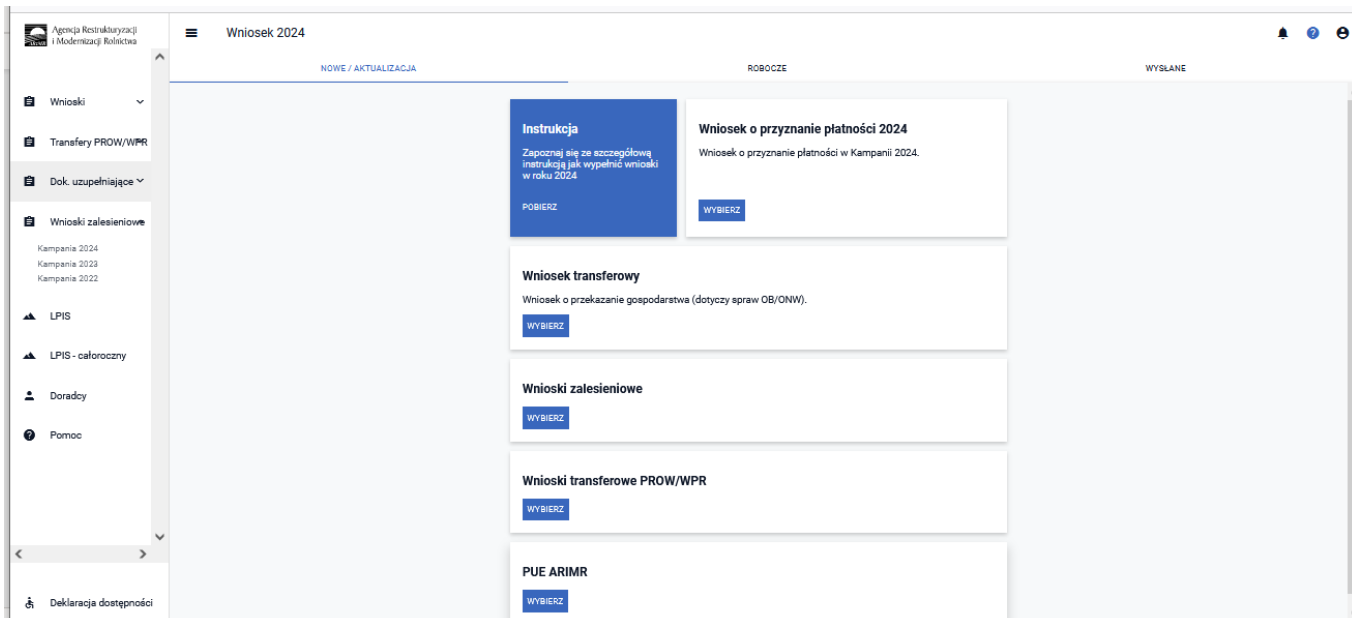 Agencja Restrukturyzacji
i Modernizacji Rolnictwa
Wniosek 2024
NOWE / AKTUALIZACJA
ROBOCZE
WYSŁANE
Wnioski
Transfery PROW/WPR
Dok. uzupełniające
Wnioski zalesieniowe
Kampania 2024
Kampania 2023
Kampania 2022
LPIS
LPIS - całoroczny
Doradcy
Pomoc
Deklaracja dostępności
Instrukcja
Zapoznaj się ze szczegółową
instrukcją jak wypełnić wnioski
w roku 2024
POBIERZ
Wniosek o przyznanie płatności 2024
Wniosek o przyznanie płatności w Kampanii 2024.
WYBIERZ
Wniosek transferowy
Wniosek o przekazanie gospodarstwa (dotyczy spraw OB/ONW).
WYBIERZ
Wnioski zalesieniowe
WYBIERZ
Wnioski transferowe PROW/WPR
WYBIERZ
PUE ARIMR
WYBIERZ